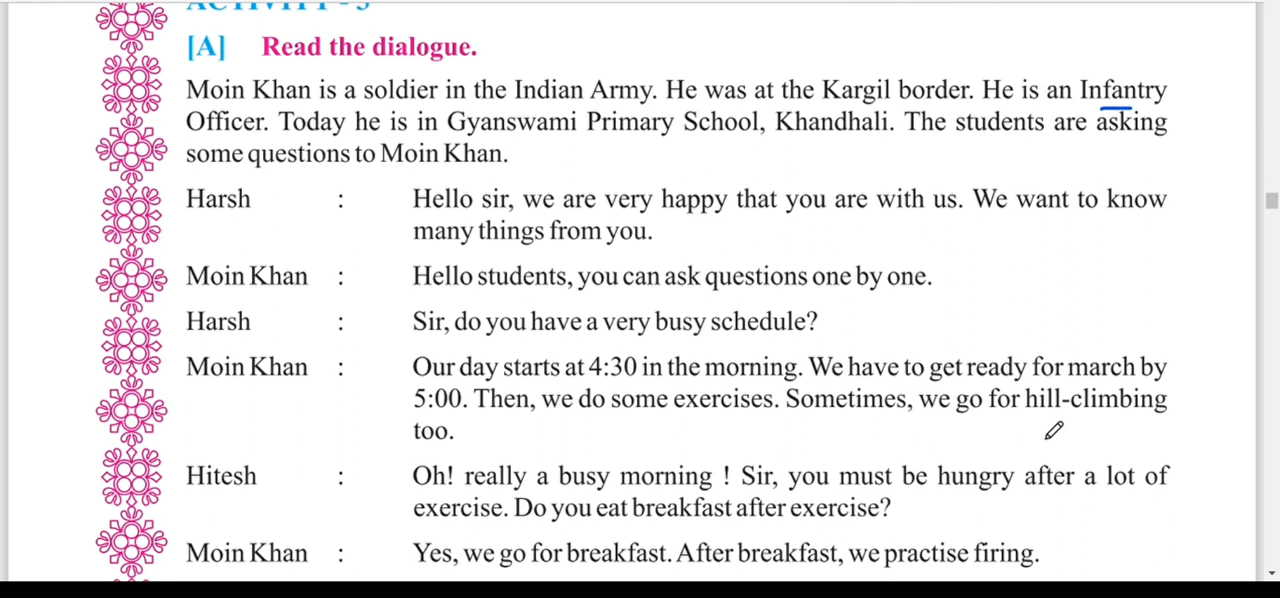 ACTIVITY - 3
[A] Read the dialogue.
Moin Khan is a soldier in the Indian Army. He was at the Kargil border. He is an Infantry
Officer. Today he is in Gyanswami Primary School, Khandhali. The students are asking
some questions to Moin Khan.
Harsh : Hello sir, we are very happy that you are with us. We want to know
many things from you.
Moin Khan : Hello students, you can ask questions one by one.
Harsh : Sir, do you have a very busy schedule?
Moin Khan : Our day starts at 4:30 in the morning. We have to get ready for march by
5:00. Then, we do some exercises. Sometimes, we go for hill-climbing
too.
Hitesh : Oh! really a busy morning ! Sir, you must be hungry after a lot of
exercise. Do you eat breakfast after exercise?
Moin Khan : Yes, we go for breakfast. After breakfast, we practise firing.